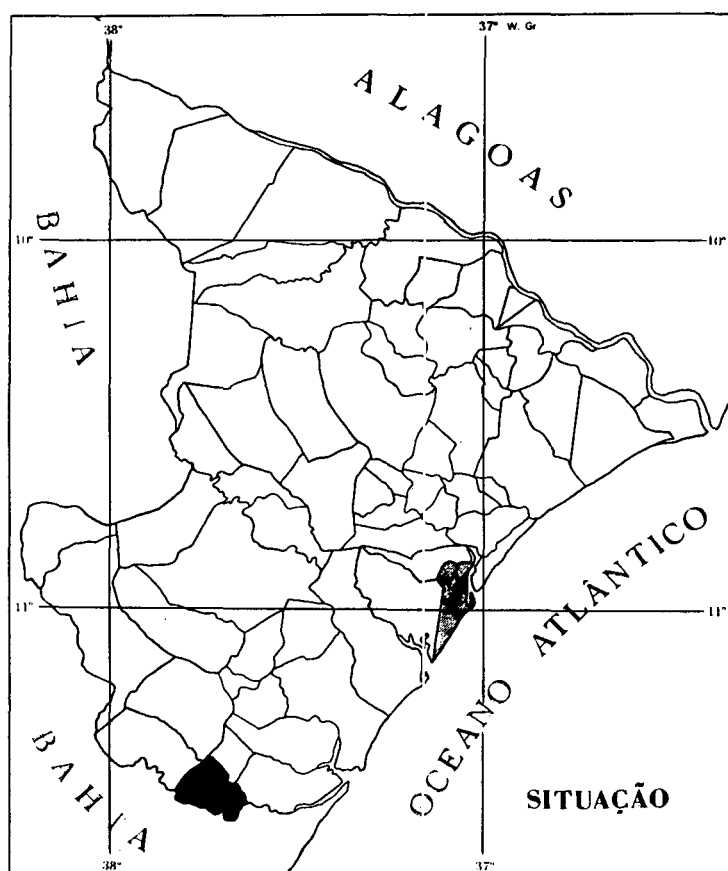 38°
37° W. Gr
ALAGOAS
BAHIA
10°
10°
OCEANO ATLÂNTICO
11°
11°
BAHIA
SITUAÇÃO
38°
37°